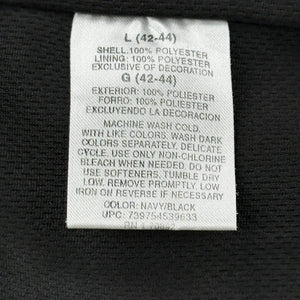 L (42-44)
SHELL:100% POLYESTER
LINING: 100% POLYESTER
EXCLUSIVE OF DECORATION
G (42-44)
EXTERIOR: 100% POLIESTER
FORRO: 100% POLIESTER
EXCLUYENDO LA DECORACION
MACHINE WASH COLD,
WITH LIKE COLORS. WASH DARK
COLORS SEPARATELY, DELICATE
CYCLE. USE ONLY NON-CHLORINE
BLEACH WHEN NEEDED. DO NOT
USE SOFTENERS, TUMBLE DRY
LOW. REMOVE PROMPTLY. LOW
IRON ON REVERSE IF NECESSARY
COLOR: NAVY/BLACK
UPC: 739754539633
RN